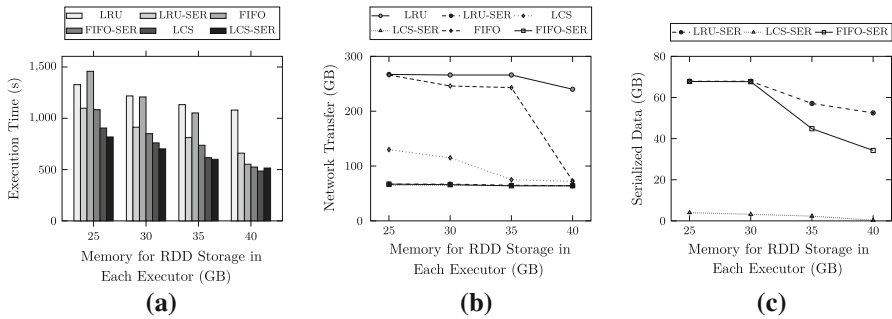 LRU LRU-SER FIFO
FIFO-SER LCS LCS-SER
1,500
1,000
500
0
Execution Time (s)
25 30 35 40
Memory for RDD Storage in
Each Executor (GB)
(a)
LRU LRU-SER LCS
LCS-SER FIFO FIFO-SER
300
200
100
0
Network Transfer
(GB)
25 30 35 40
Memory for RDD Storage in
Each Executor (GB)
(b)
LRU-SER LCS-SER FIFO-SER
80
60
40
20
0
Serialized Data (GB)
25 30 35 40
Memory for RDD Storage in
Each Executor (GB)
(c)